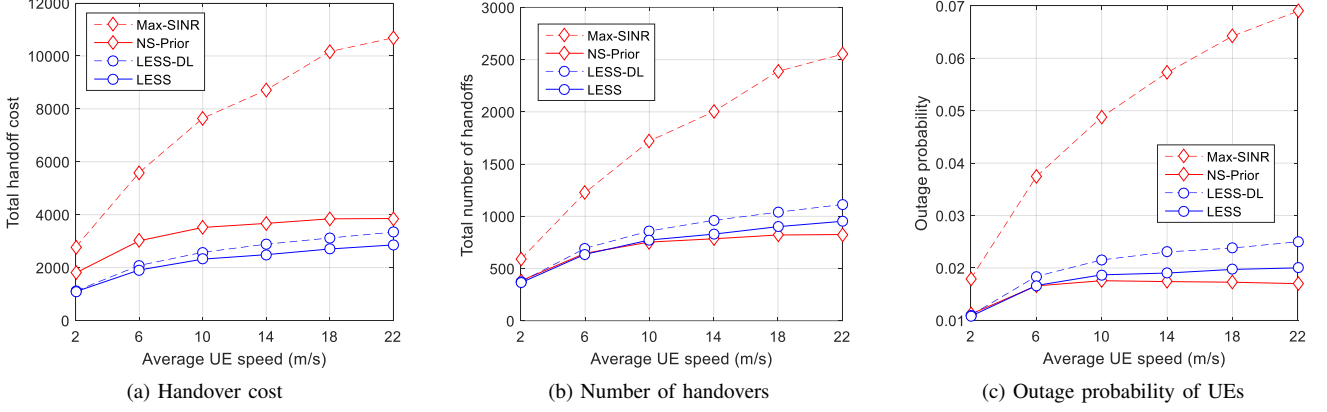 Total handoff cost
12000
10000
8000
6000
4000
2000
0
Max-SINR
NS-Prior
LESS-DL
LESS
2 6 10 14 18 22
Average UE speed (m/s)
(a) Handover cost
Total number of handoffs
3000
2500
2000
1500
1000
500
0
Max-SINR
NS-Prior
LESS-DL
LESS
2 6 10 14 18 22
Average UE speed (m/s)
(b) Number of handovers
Outage probability
0.07
0.06
0.05
0.04
0.03
0.02
0.01
Max-SINR
NS-Prior
LESS-DL
LESS
2 6 10 14 18 22
Average UE speed (m/s)
(c) Outage probability of UEs